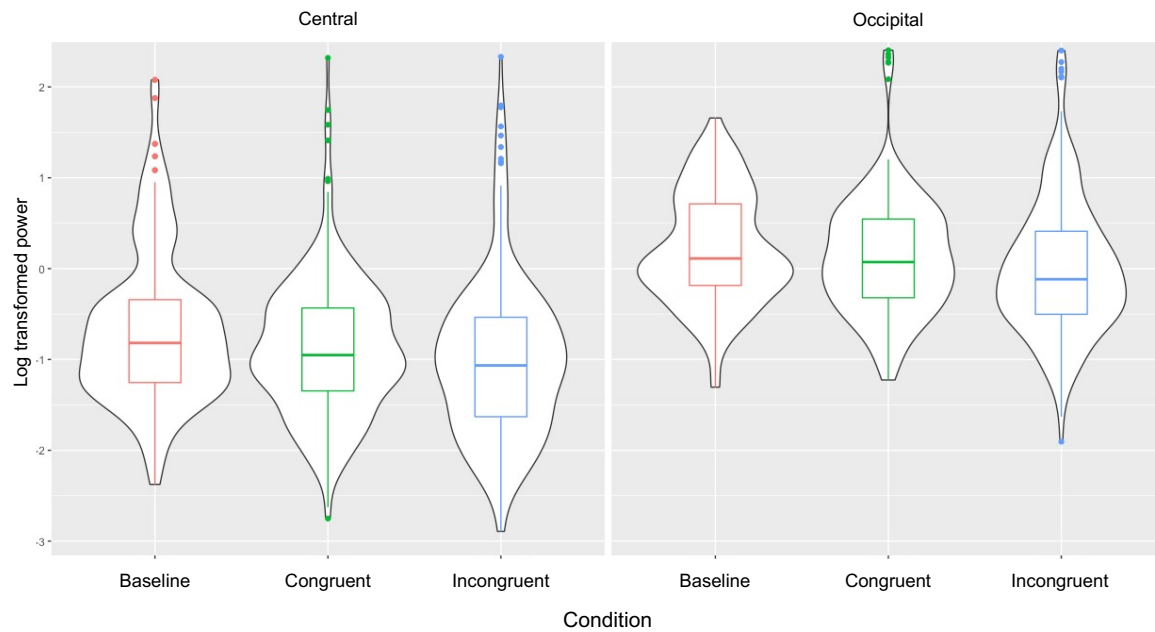 Central Occipital
Log transformed power
2
1
0
-1
-2
-3
Baseline Congruent Incongruent Baseline Congruent Incongruent
Condition